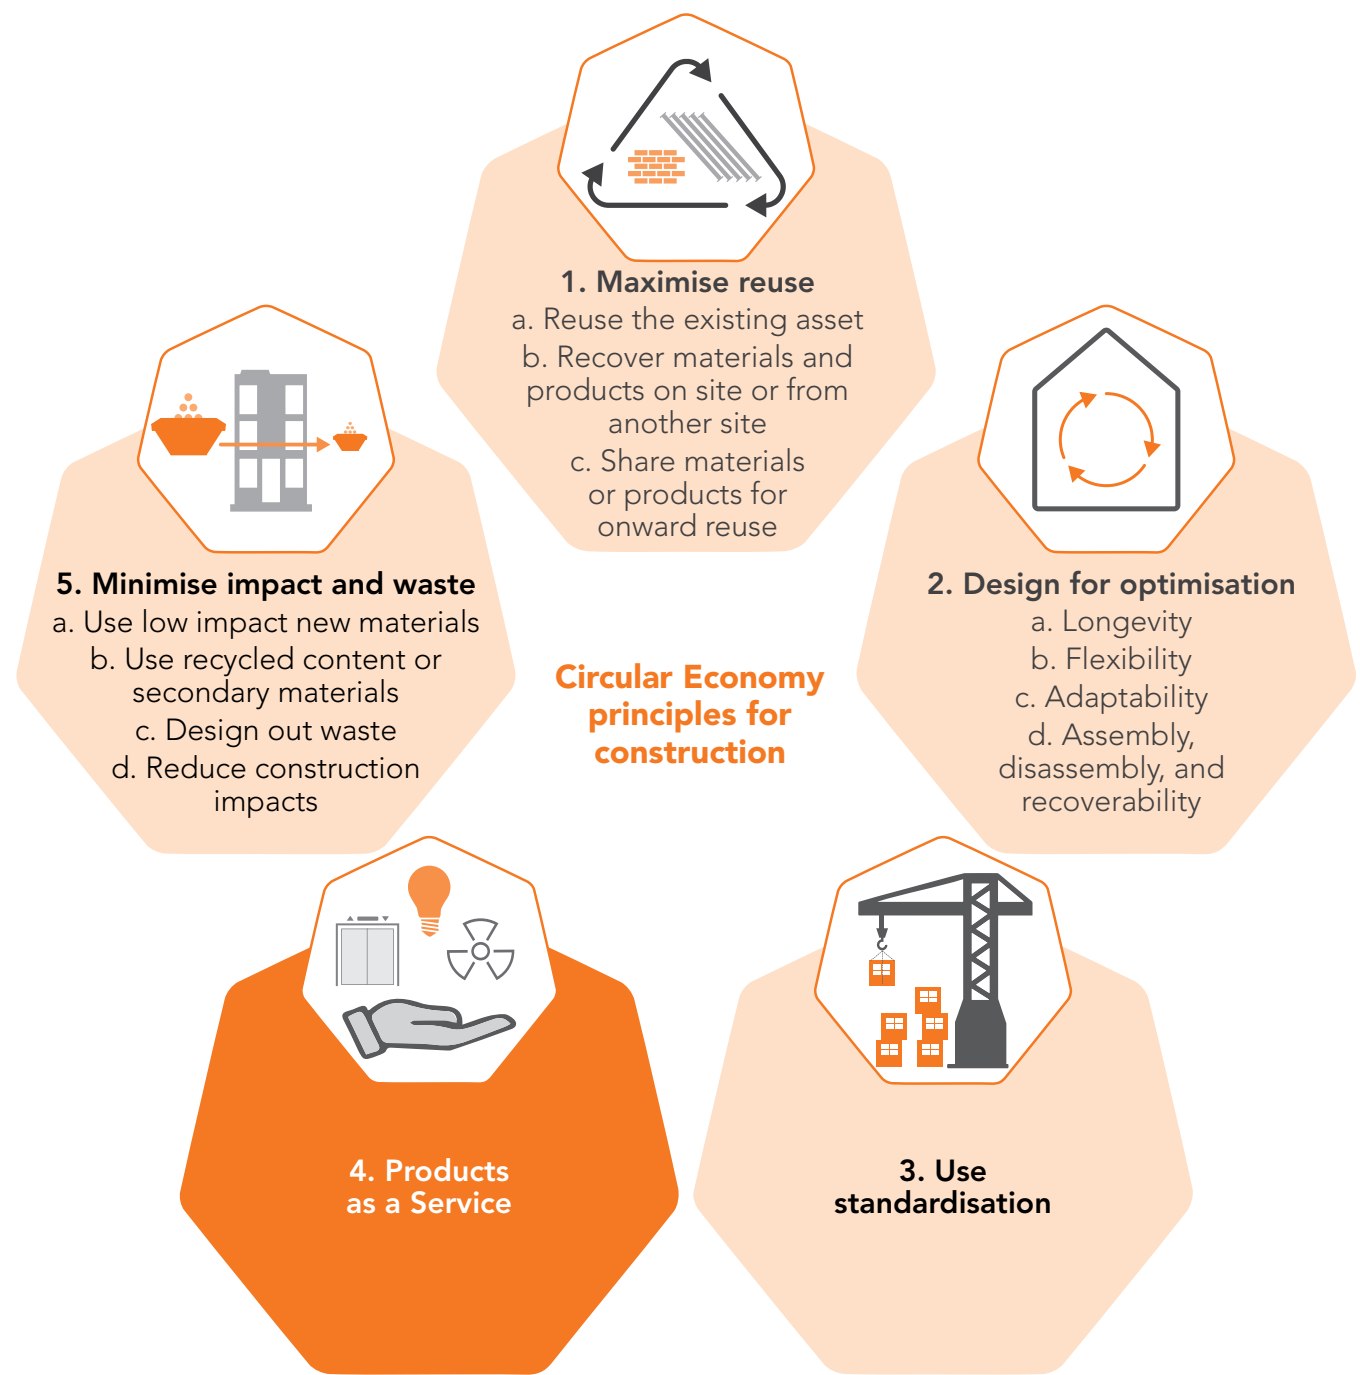 1. Maximise reuse
a. Reuse the existing asset
b. Recover materials and
products on site or from
another site
c. Share materials
or products for
onward reuse
2. Design for optimisation
a. Longevity
b. Flexibility
c. Adaptability
d. Assembly,
disassembly, and
recoverability
3. Use
standardisation
4. Products
as a Service
5. Minimise impact and waste
a. Use low impact new materials
b. Use recycled content or
secondary materials
c. Design out waste
d. Reduce construction
impacts
Circular Economy
principles for
construction